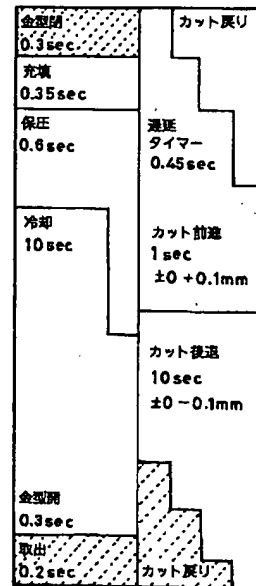 金型閉
0.3sec
充填
0.35sec
保圧
0.6sec
冷却
10sec
金型開
0.3sec
取出
0.2sec
カット戻り
遅延
タイマー
0.45sec
カット前進
1sec
±0+0.1mm
カット後退
10sec
±0−0.1mm
カット戻り